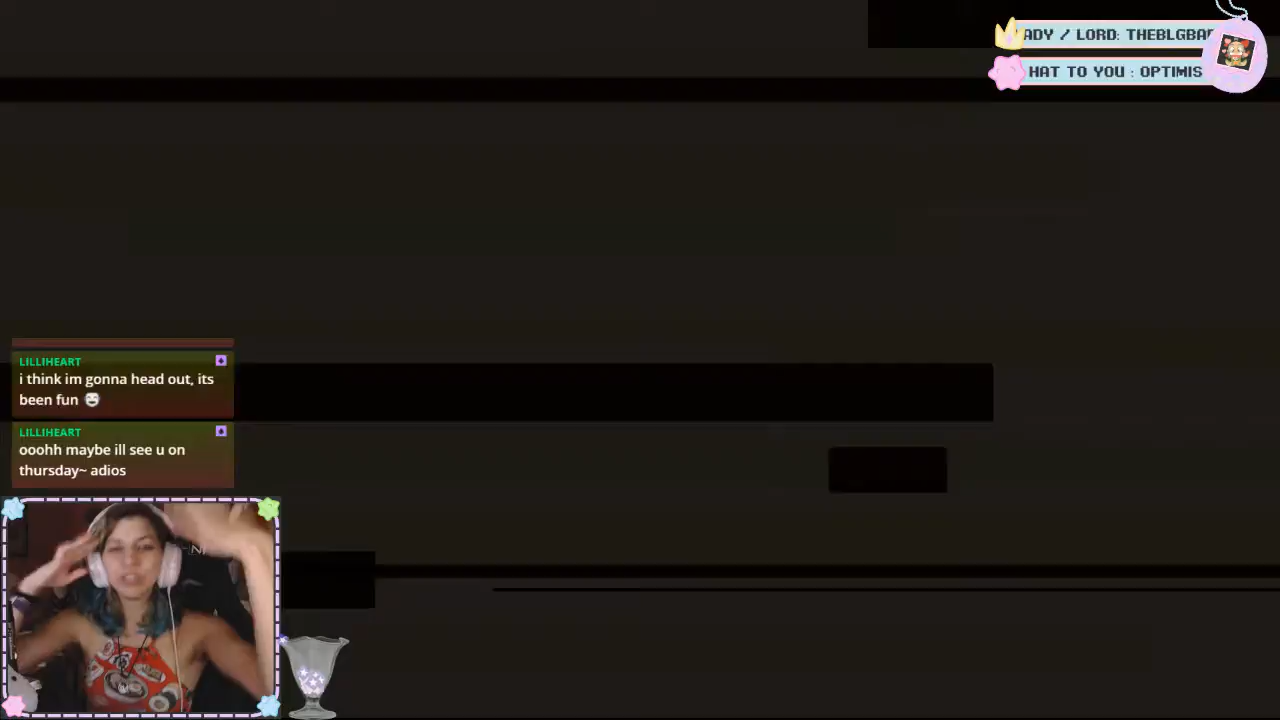 ADY / LORD: THEBLGBA
HAT TO YOU : OPTIMIS
LILLIHEART
i think im gonna head out, its
been fun
LILLIHEART
ooohh maybe ill see u on
thursday~ adios